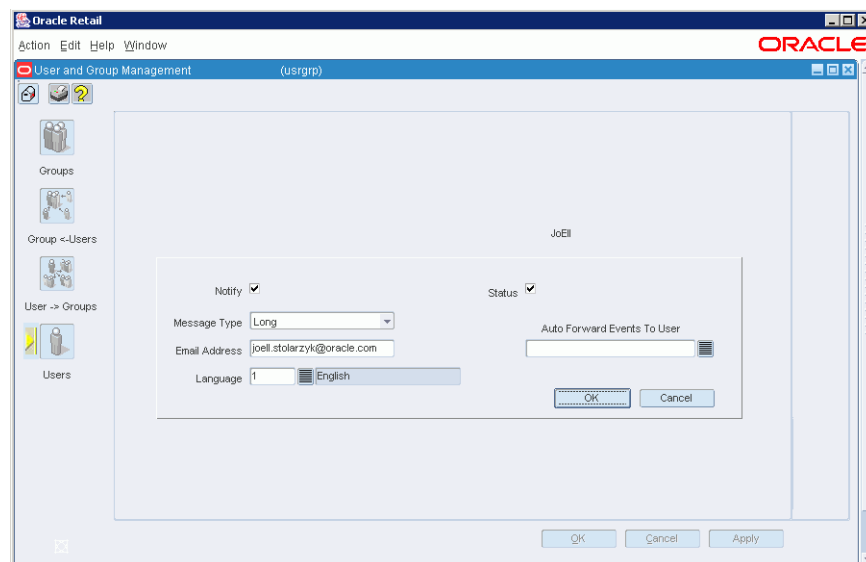 Oracle Retail
Action Edit Help Window
ORACLE
User and Group Management (usrgrp)
Groups
Group <-Users
User -> Groups
Users
JoEll
Notify
Status
Message Type Long
Auto Forward Events To User
Email Address joell.stolarzyk@oracle.com
Language 1 English
OK Cancel
OK Cancel Apply